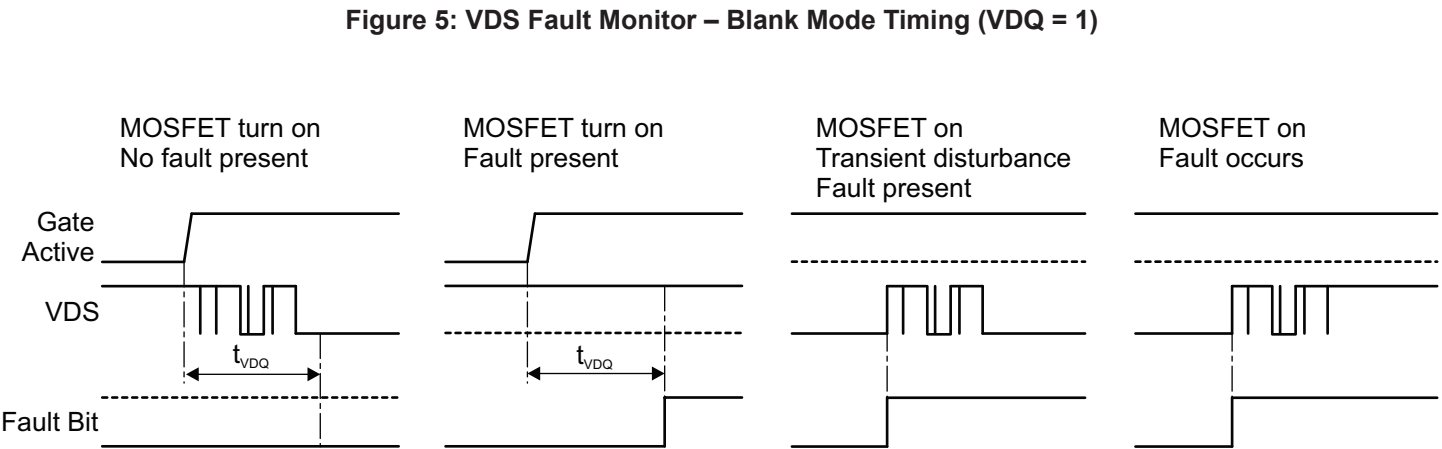 Figure 5: VDS Fault Monitor – Blank Mode Timing (VDQ = 1)
MOSFET turn on
No fault present
MOSFET turn on
Fault present
MOSFET on
Transient disturbance
Fault present
MOSFET on
Fault occurs
Gate
Active
VDS
tVDQ
tVDQ
Fault Bit